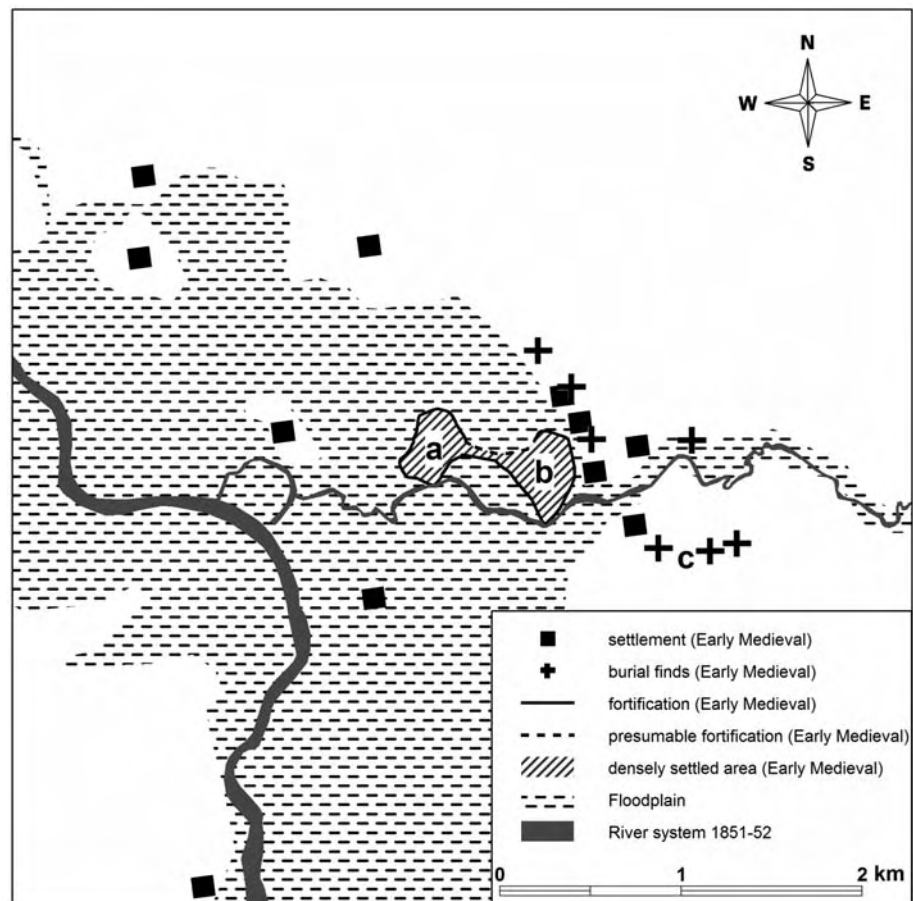 N
W E
S
a
b
c
settlement (Early Medieval)
burial finds (Early Medieval)
fortification (Early Medieval)
presumable fortification (Early Medieval)
densely settled area (Early Medieval)
Floodplain
River system 1851-52
0 1 2 km